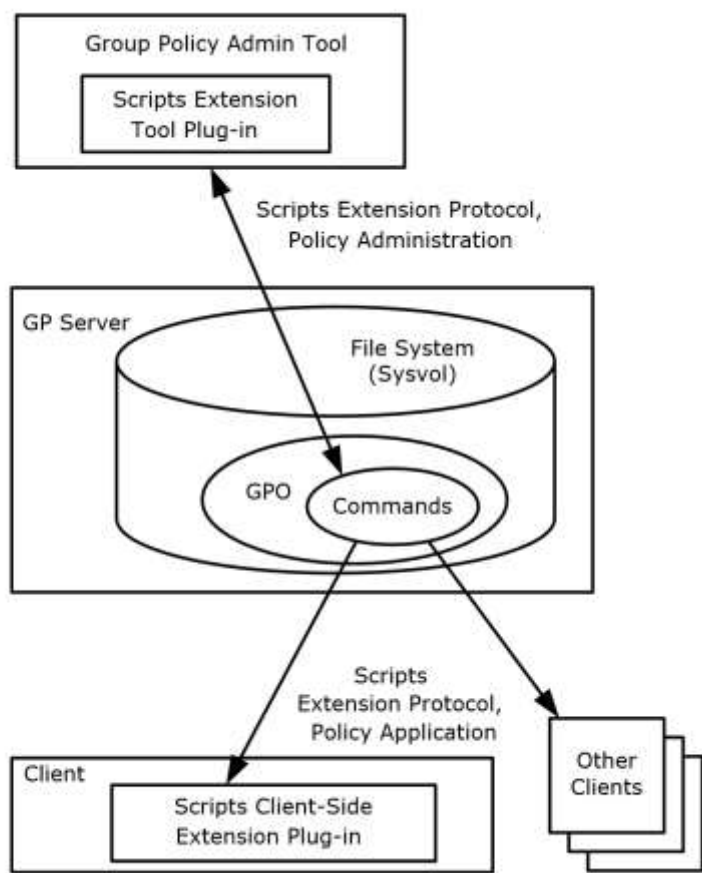 Group Policy Admin Tool
Scripts Extension
Tool Plug-in
Scripts Extension Protocol,
Policy Administration
GP Server
File System
(Sysvol)
GPO
Commands
Scripts
Extension Protocol,
Policy Application
Client
Scripts Client-Side
Extension Plug-in
Other
Clients